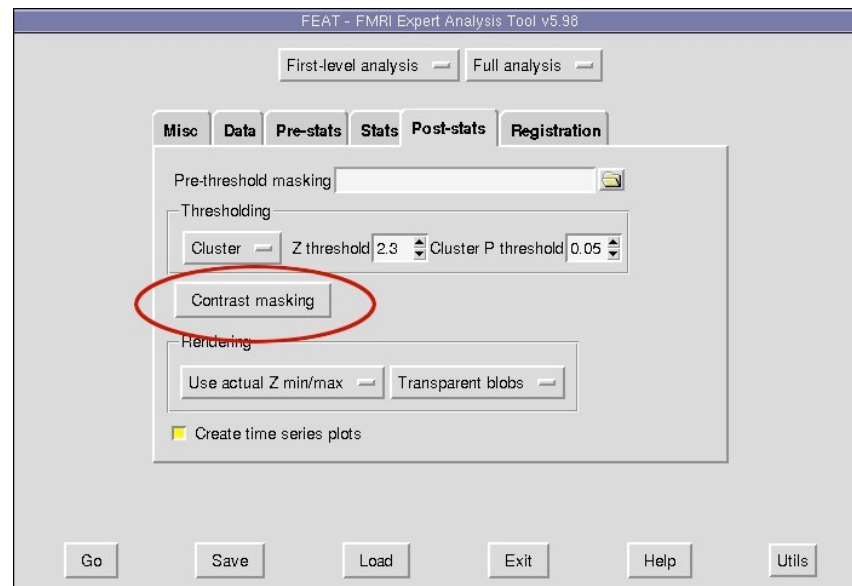 FEAT - FMRI Expert Analysis Tool v5.98
First-level analysis Full analysis
Misc Data Pre-stats Stats Post-stats Registration
Pre-threshold masking
Thresholding
Cluster Z threshold 2.3 Cluster P threshold 0.05
Contrast masking
Rendering
Use actual Z min/max Transparent blobs
Create time series plots
Go Save Load Exit Help Utils